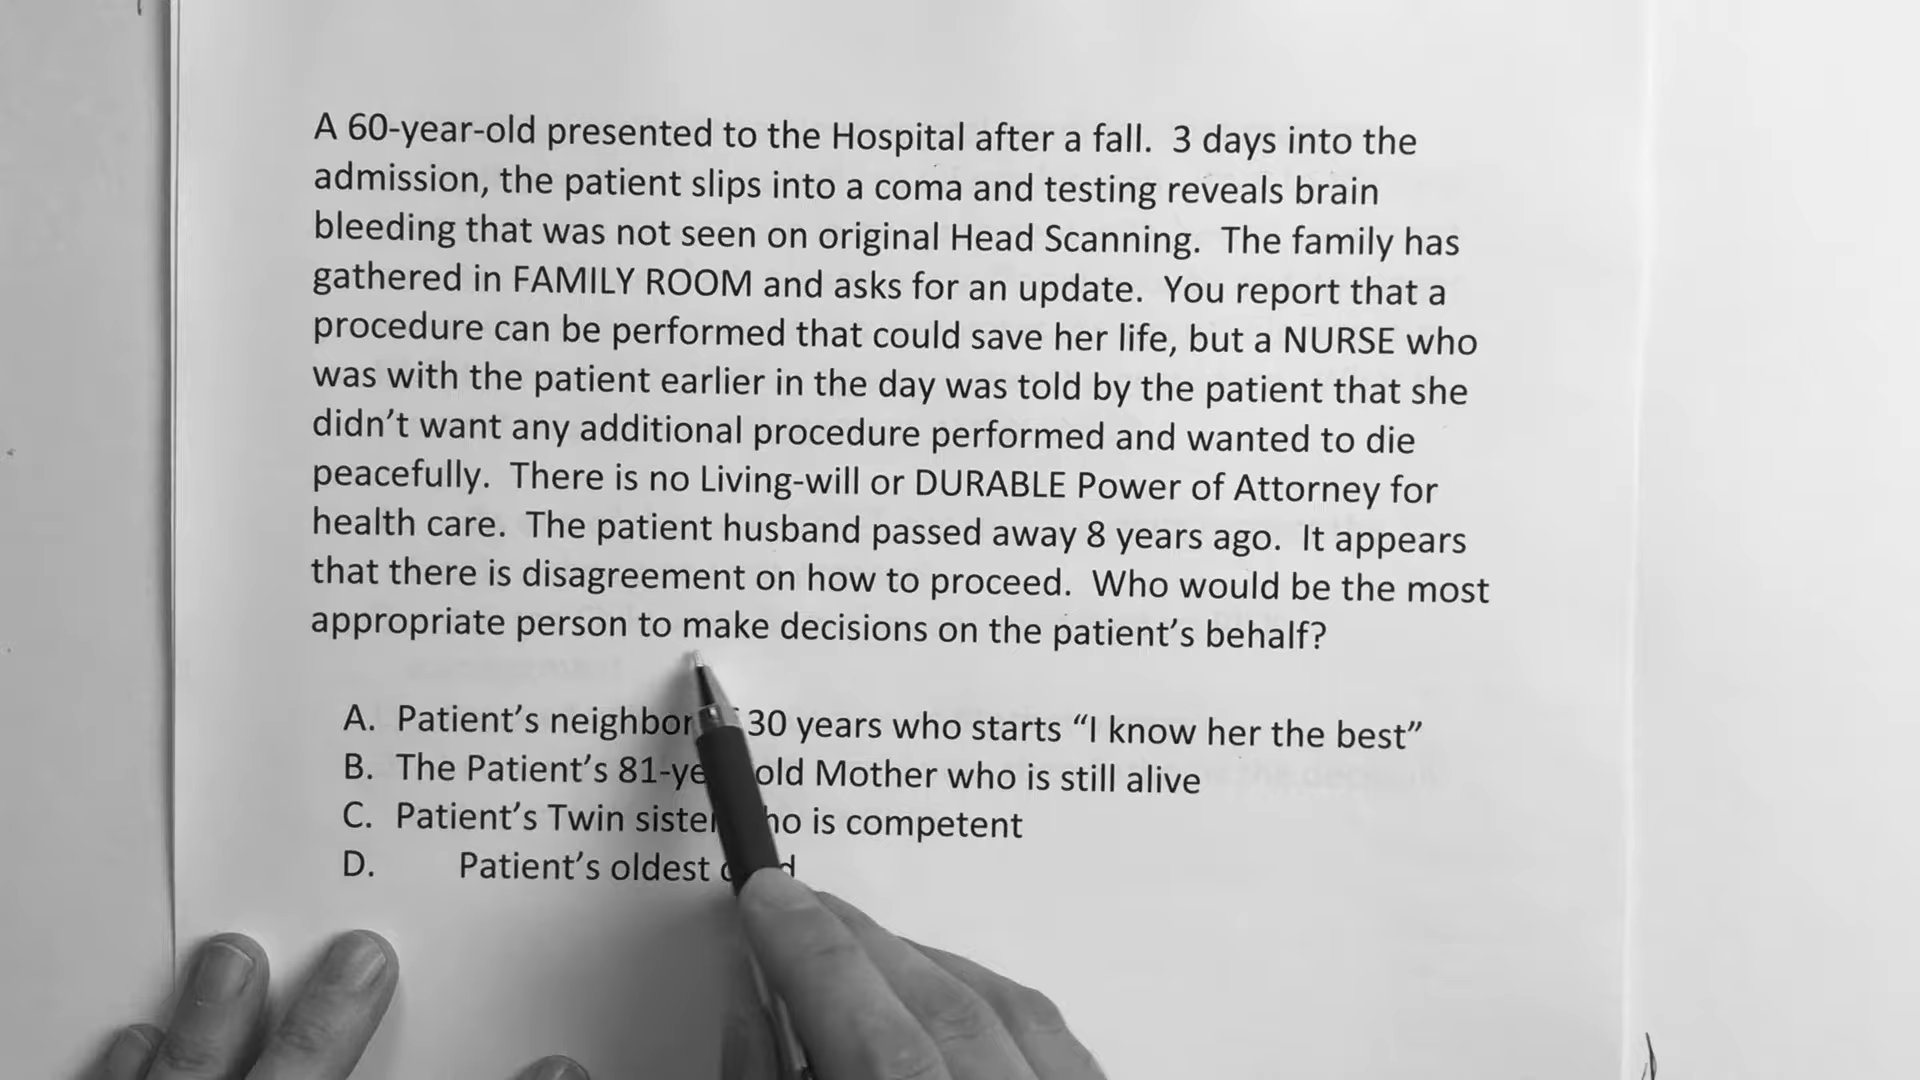 A 60-year-old presented to the Hospital after a fall. 3 days into the
admission, the patient slips into a coma and testing reveals brain
bleeding that was not seen on original Head Scanning. The family has
gathered in FAMILY ROOM and asks for an update. You report that a
procedure can be performed that could save her life, but a NURSE who
was with the patient earlier in the day was told by the patient that she
didn't want any additional procedure performed and wanted to die
peacefully. There is no Living-will or DURABLE Power of Attorney for
health care. The patient husband passed away 8 years ago. It appears
that there is disagreement on how to proceed. Who would be the most
appropriate person to make decisions on the patient's behalf?
A. Patient's neighbor 30 years who starts “I know her the best”
B. The Patient's 81-ye old Mother who is still alive
C. Patient's Twin sister who is competent
D. Patient's oldest